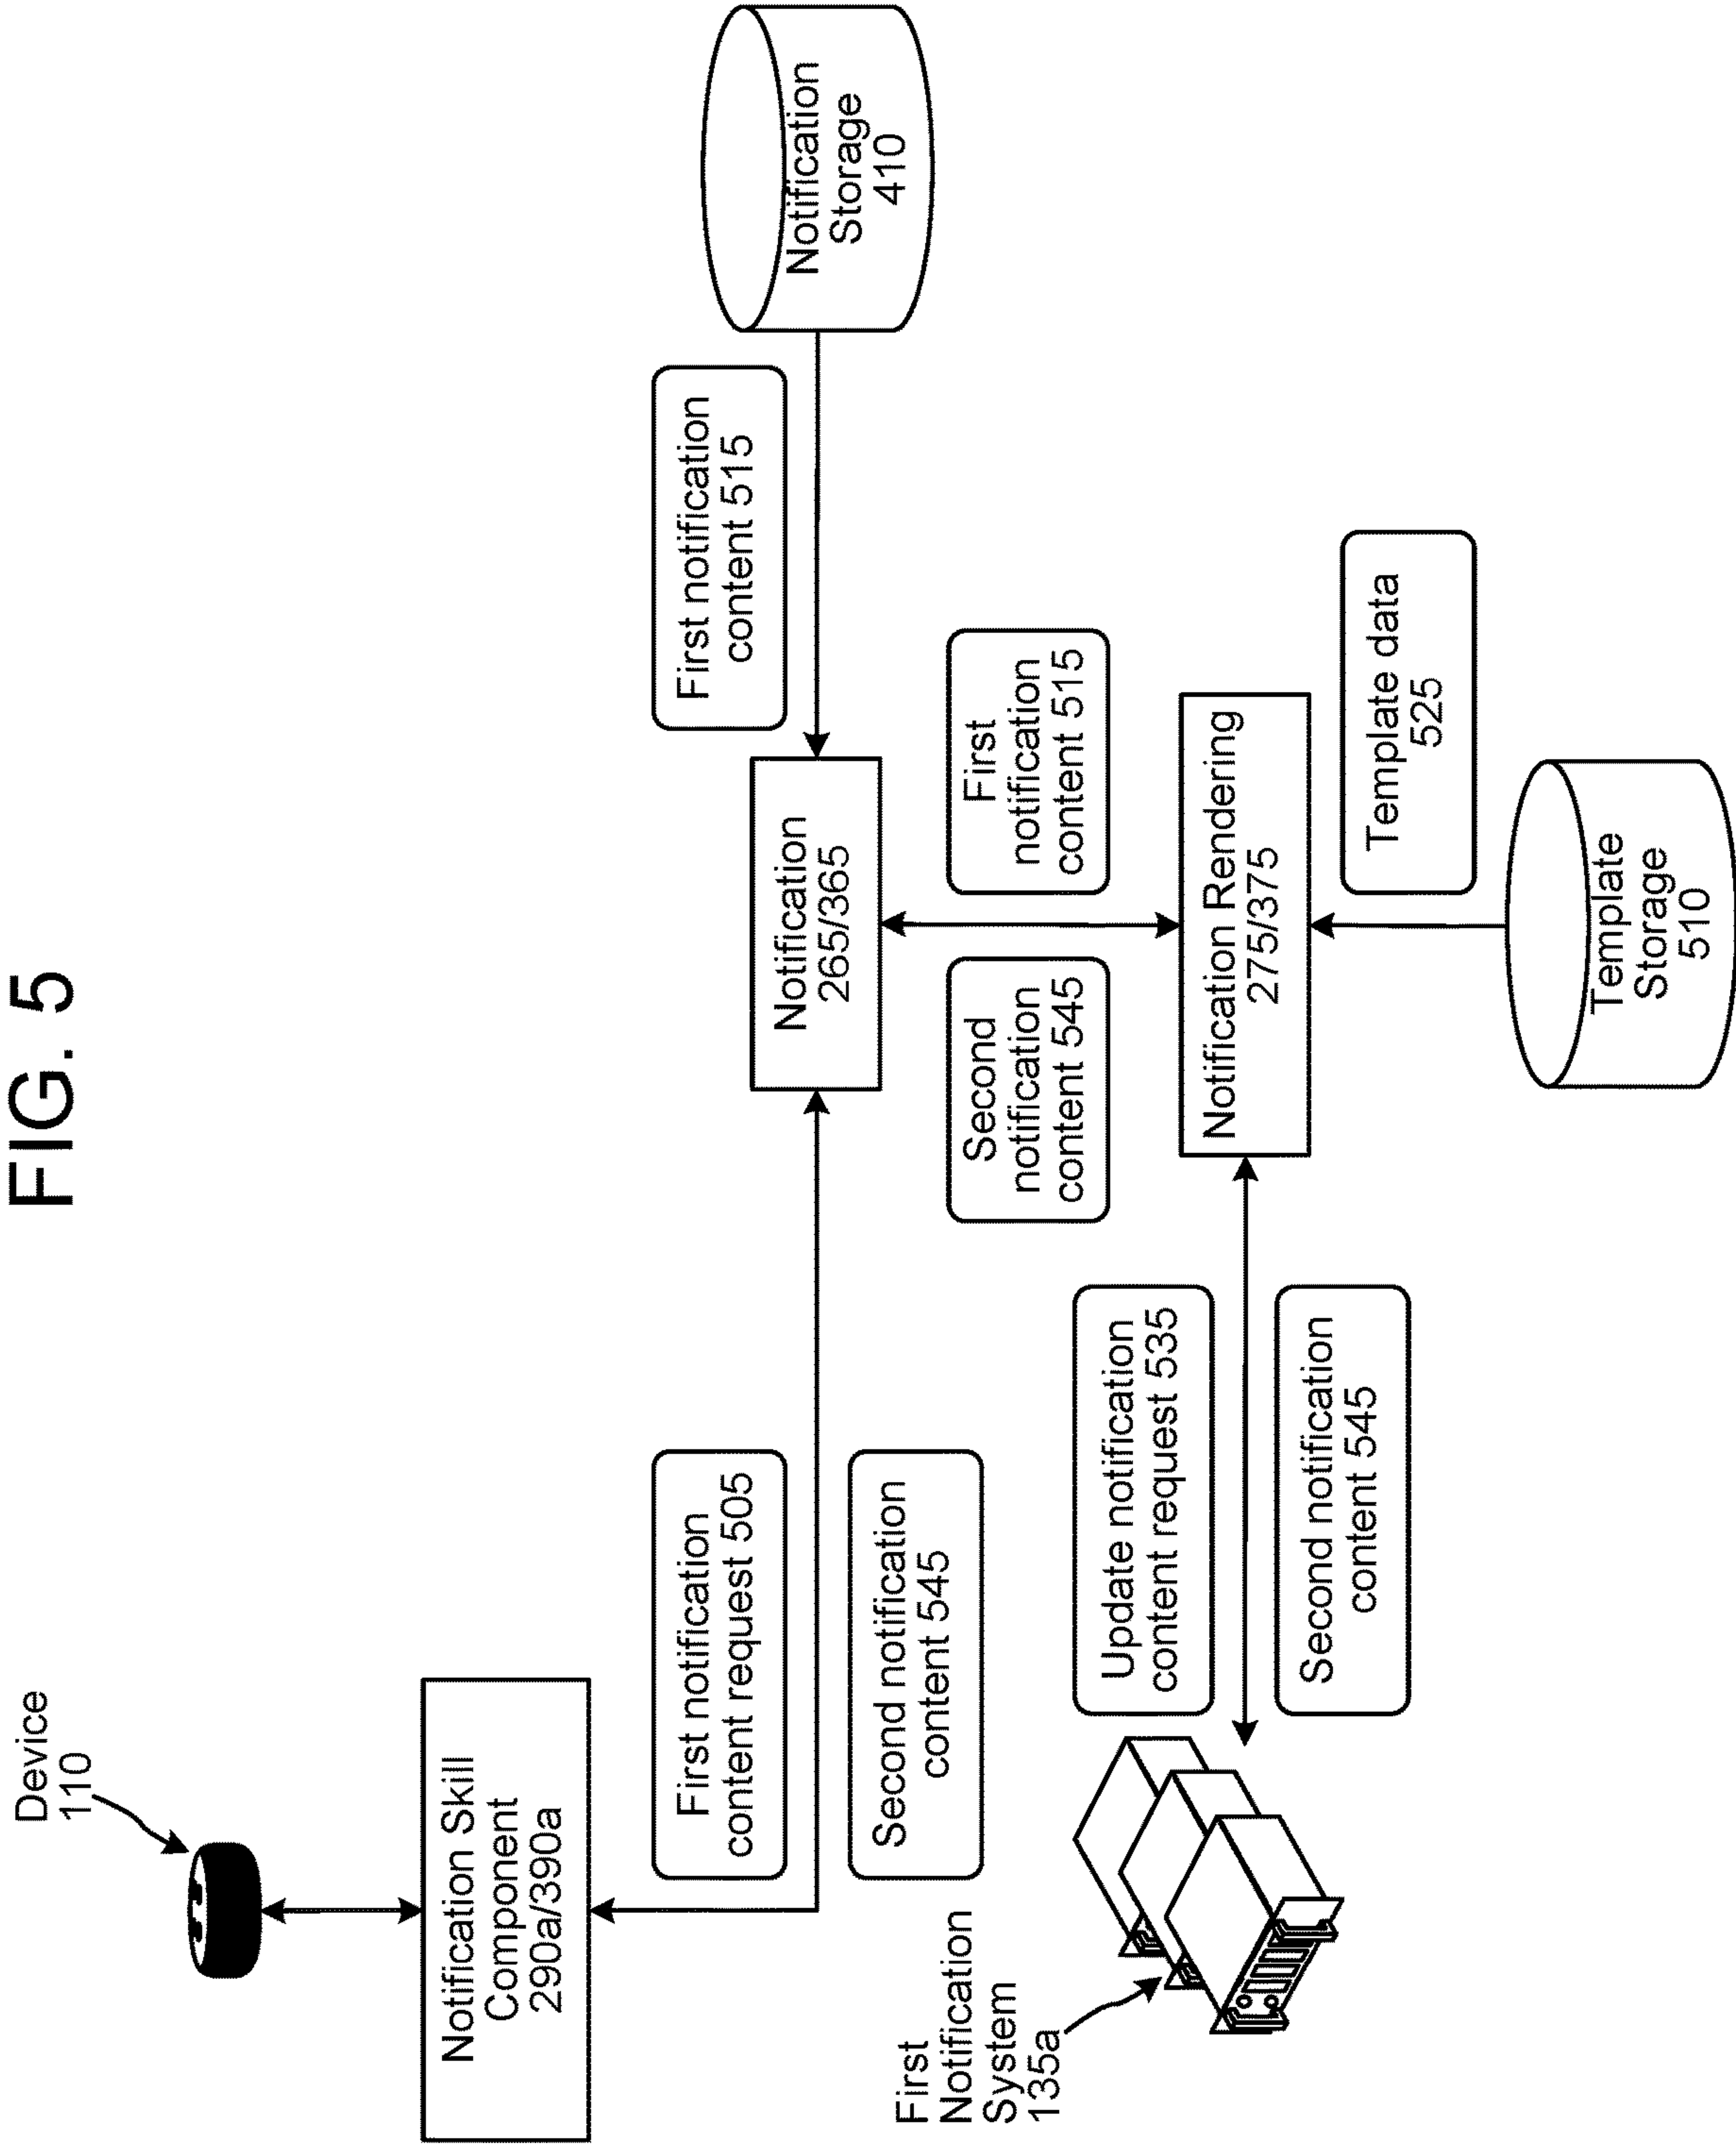 FIG. 5
Device
110
Notification Skill
Component
290a/390a
First notification
content request 505
Second notification
content 545
Notification
265/365
First notification
content 515
Notification
Storage
410
Second
notification
content 545
First
notification
content 515
First
Notification
System
135a
Update notification
content request 535
Second notification
content 545
Notification Rendering
275/375
Template data
525
Template
Storage
510